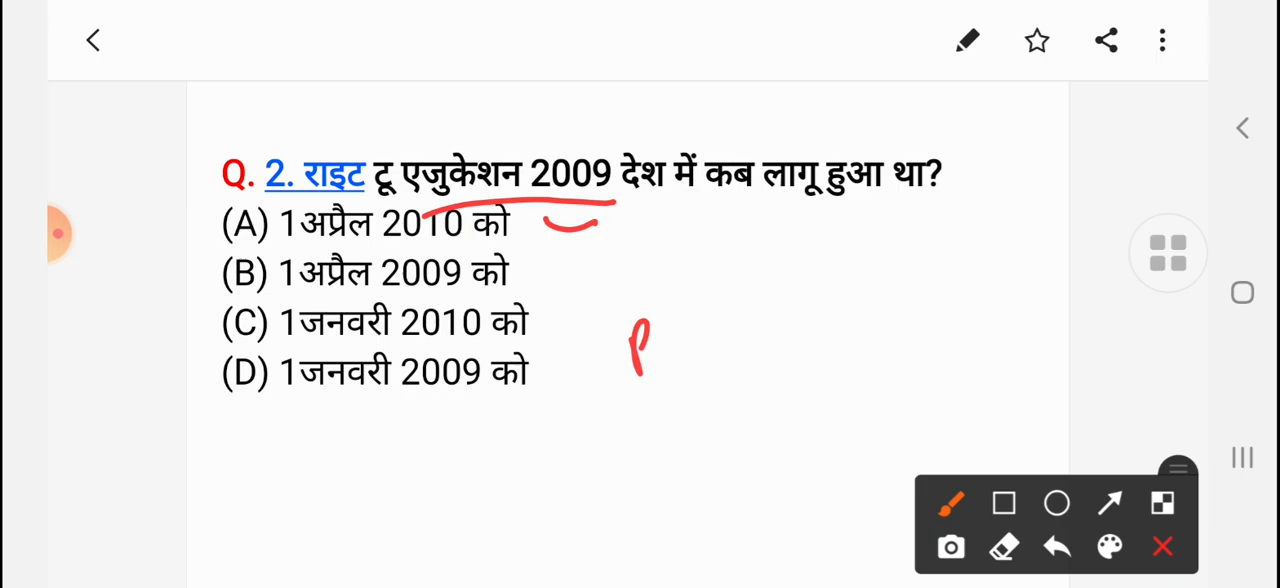 Q. 2. राइट टू एजुकेशन 2009 देश में कब लागू हुआ था?
(A) 1अप्रैल 2010 को
(B) 1अप्रैल 2009 को
(C) 1जनवरी 2010 को
(D) 1जनवरी 2009 को